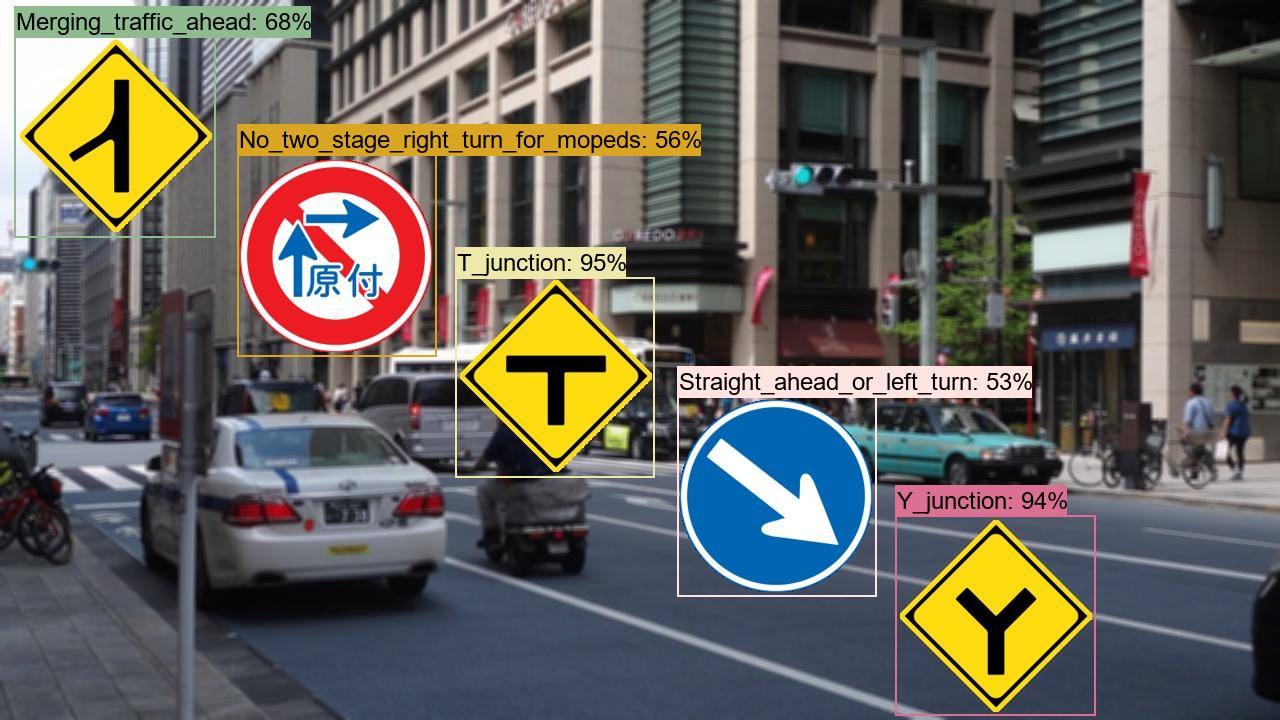 Merging_traffic_ahead: 68%
No_two_stage_right_turn_for_mopeds: 56%
原付
T_junction: 95%
Straight_ahead_or_left_turn: 53%
Y_junction: 94%